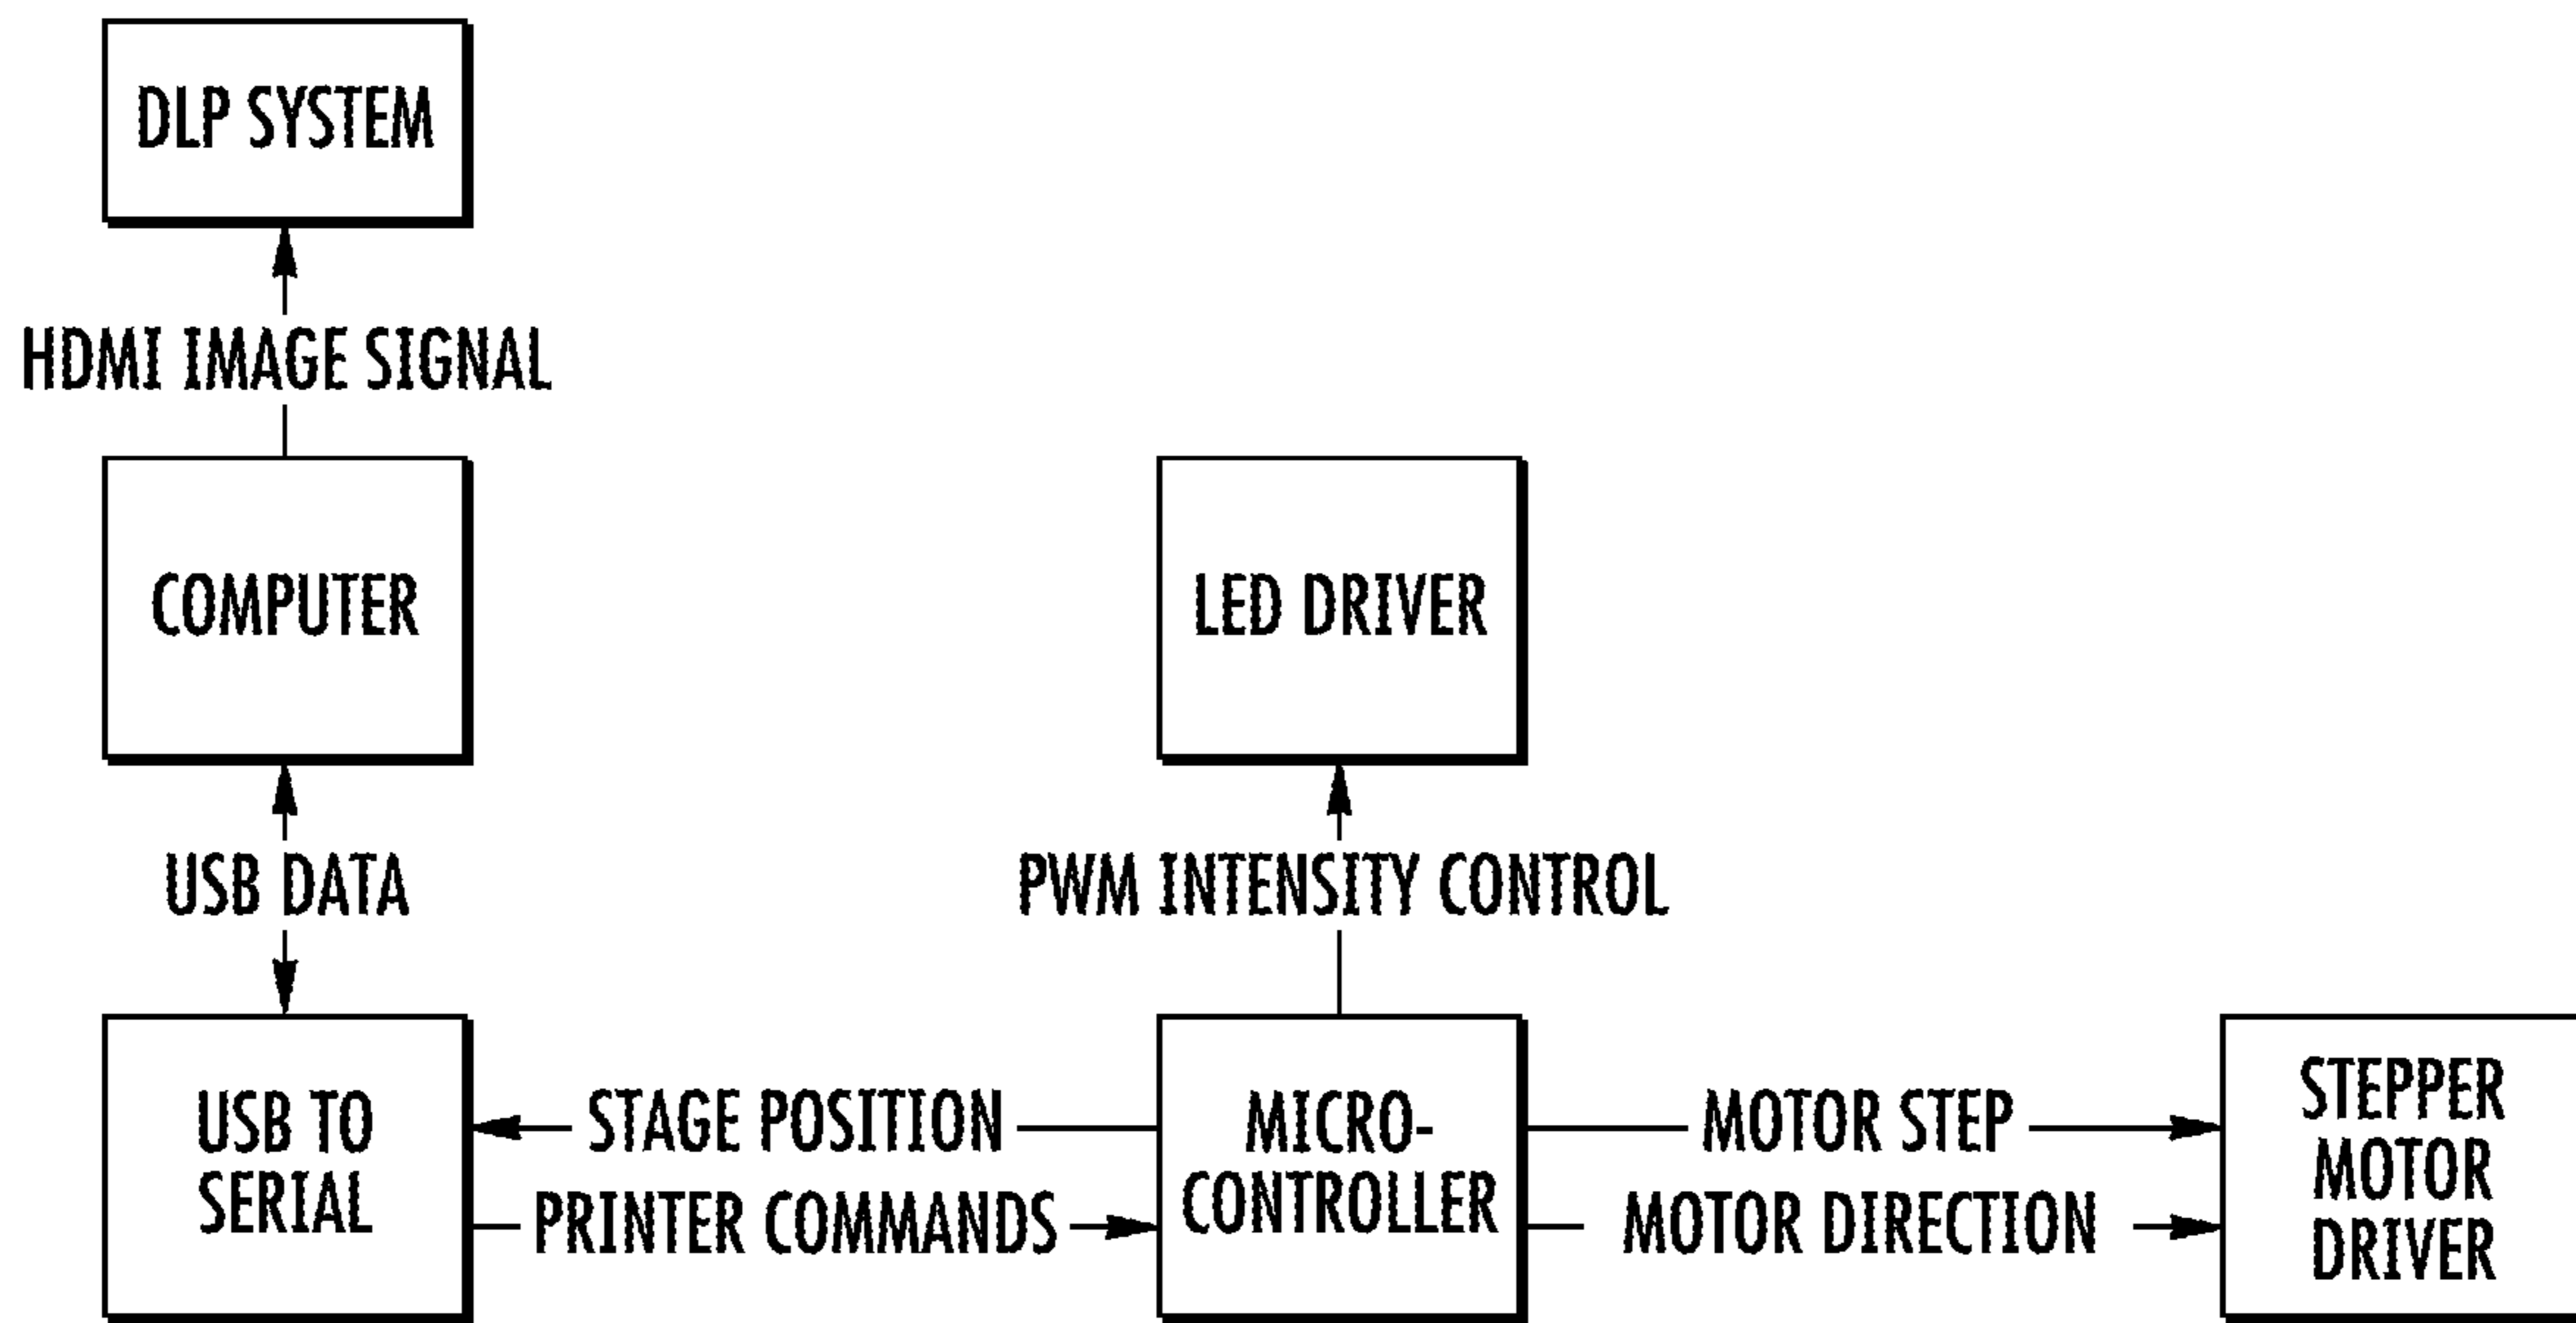 DLP SYSTEM
HDMI IMAGE SIGNAL
COMPUTER
LED DRIVER
USB DATA
PWM INTENSITY CONTROL
USB TO
SERIAL
STAGE POSITION
PRINTER COMMANDS
MICRO-
CONTROLLER
MOTOR STEP
MOTOR DIRECTION
STEPPER
MOTOR
DRIVER